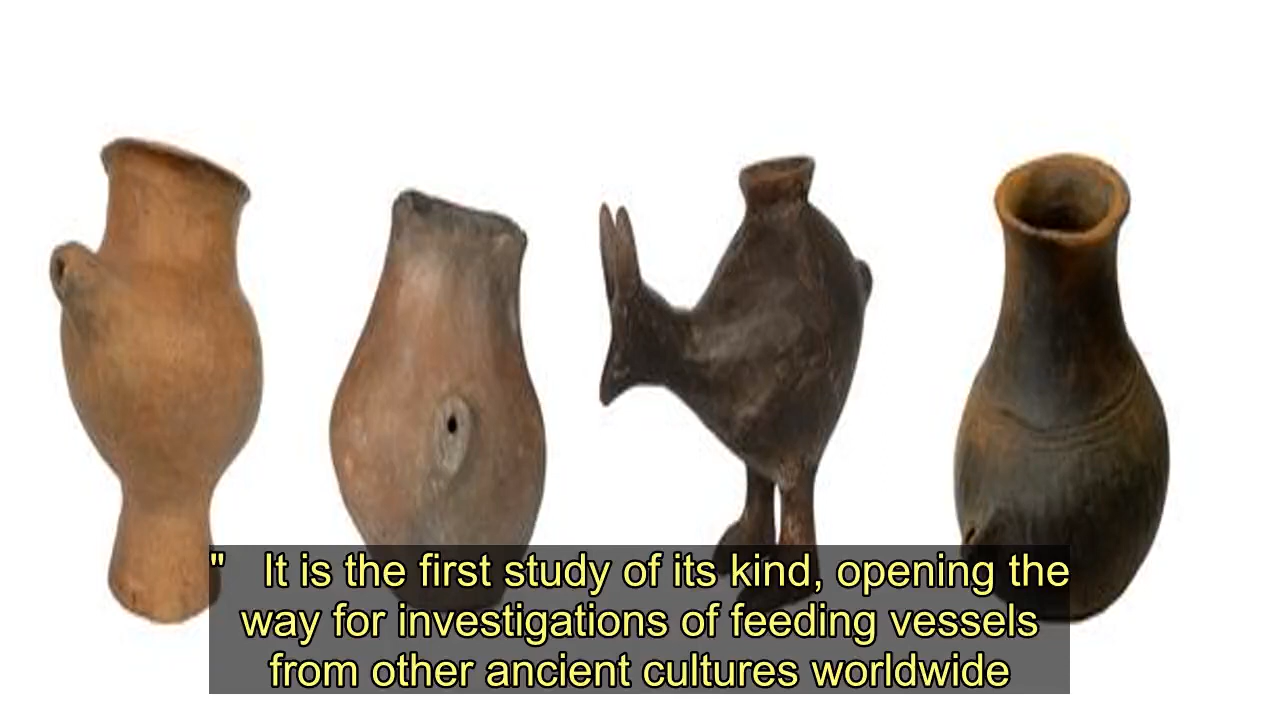 " It is the first study of its kind, opening the
way for investigations of feeding vessels
from other ancient cultures worldwide